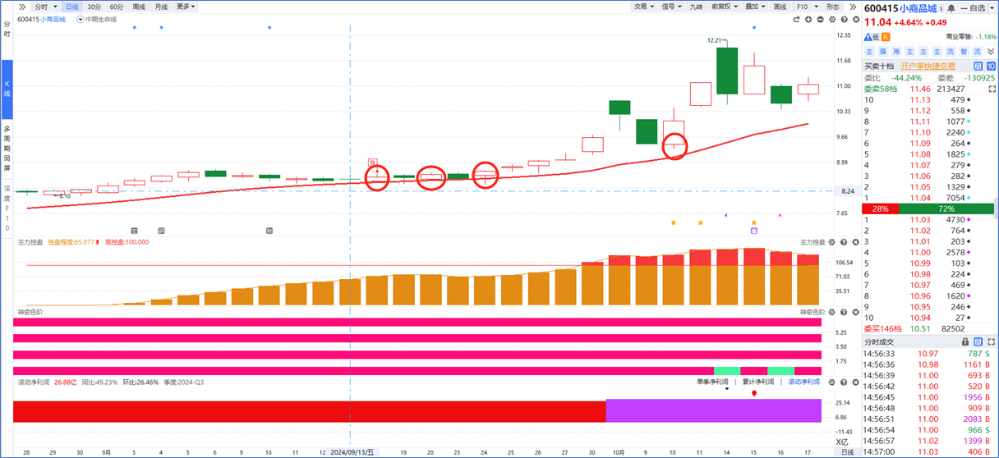 分时 日线 30分 60分 周线 月线 更多 交易 信号 九转 前复权 叠加 画线 F10 形态
600415 小商品城 中期生命线
分时
K线
多周期同屏
深度F10
12.35
11.68
11.00
10.33
9.66
8.99
8.24
7.65
12.21
8.10
主力控盘 控盘程度:65.077 高控盘:100.000 主力控盘
106.54
71.03
35.51
神奇色阶 神奇色阶
5.25
3.50
1.75
滚动净利润 26.88亿 同比:49.23% 环比:26.46% 季度:2024-Q3 单季净利润 | 累计净利润 | 滚动净利润
25.14
6.86
-11.43
X亿
28 29 30 9月 3 4 5 6 9 10 11 12 2024/09/13/五 19 20 23 24 25 26 27 30 10月 8 9 10 11 14 15 16 17 日线
600415 小商品城 自选
11.04 +4.64% +0.49
低 R 商业零售: -1.18%
主 强 海 主 主 主 流 智 流
买卖十档 开户享快捷交易 10
委比 -44.24% 委差 -130925
委卖58档 11.46 213427
10 11.13 479
9 11.12 558
8 11.11 1077
7 11.10 2240
6 11.09 264
5 11.08 1825
4 11.07 279
3 11.06 282
2 11.05 1329
1 11.04 7054
28% 72%
1 11.03 4730
2 11.02 764
3 11.01 203
4 11.00 2578
5 10.99 103
6 10.98 224
7 10.97 469
8 10.96 1620
9 10.95 246
10 10.94 27
委买146档 10.51 82502
分时成交
14:56:33 10.97 787 S
14:56:36 10.98 1161 B
14:56:39 11.00 693 B
14:56:42 11.00 520 B
14:56:45 11.00 1956 B
14:56:48 11.00 909 B
14:56:51 11.00 2083 B
14:56:54 11.00 966 S
14:56:57 11.02 1399 B
14:57:00 11.03 406 B